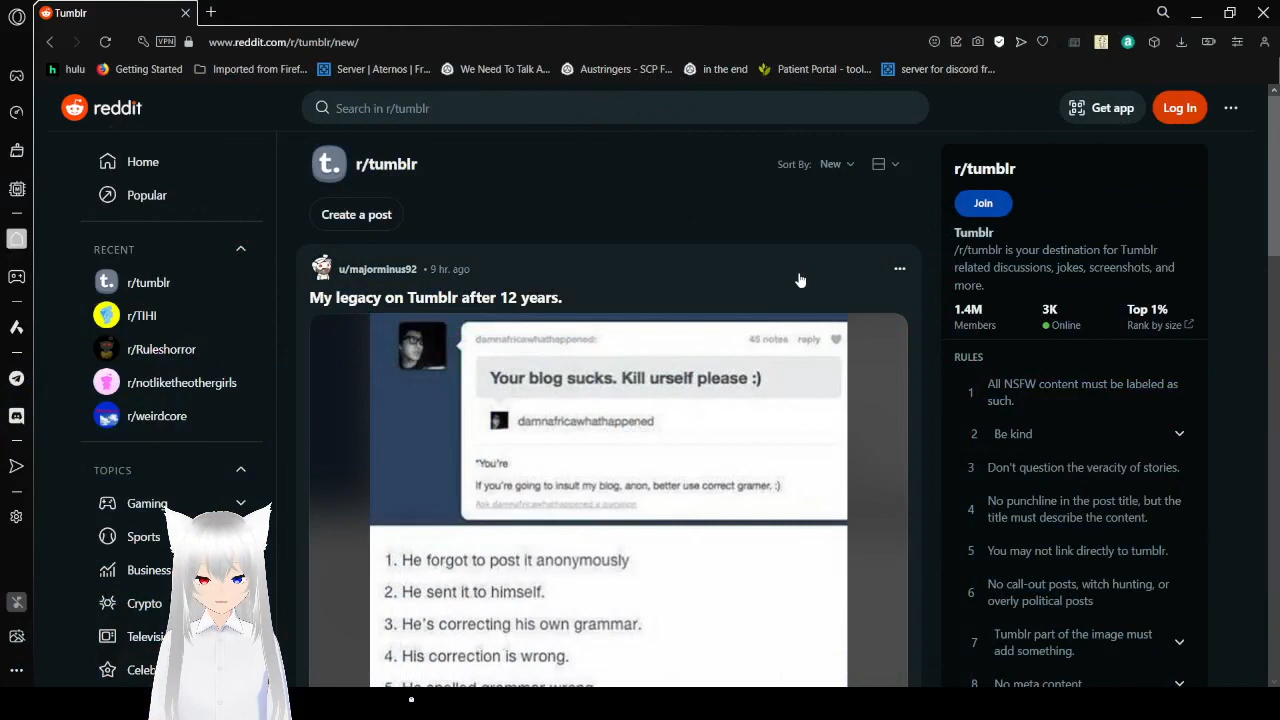 Tumblr
VPN
www.reddit.com/r/tumblr/new/
hulu
Getting Started
Imported from Firef...
Server | Aternos | Fr...
We Need To Talk A...
Austringers - SCP F...
in the end
Patient Portal - tool...
server for discord fr...
reddit
Search in r/tumblr
Get app
Log In
Home
Popular
RECENT
r/tumblr
r/TIHI
r/Ruleshorror
r/notliketheothergirls
r/weirdcore
TOPICS
Gaming
Sports
Business
Crypto
Televisi
Celeb
t.
r/tumblr
Sort By:
New
Create a post
u/majorminus92
• 9 hr. ago
My legacy on Tumblr after 12 years.
damnafricawhathappened:
45 notes
reply
Your blog sucks. Kill urself please :)
damnafricawhathappened
"You're
If you're going to insult my blog, anon, better use correct gramer. :)
Ask damnafricawhathappened a question
1. He forgot to post it anonymously
2. He sent it to himself.
3. He's correcting his own grammar.
4. His correction is wrong.
5. He spelled grammar wrong
r/tumblr
Join
Tumblr
/r/tumblr is your destination for Tumblr
related discussions, jokes, screenshots, and
more.
1.4M
Members
3K
Online
Top 1%
Rank by size
RULES
1
All NSFW content must be labeled as
such.
2
Be kind
3
Don't question the veracity of stories.
4
No punchline in the post title, but the
title must describe the content.
5
You may not link directly to tumblr.
6
No call-out posts, witch hunting, or
overly political posts
7
Tumblr part of the image must
add something.
8
No meta content